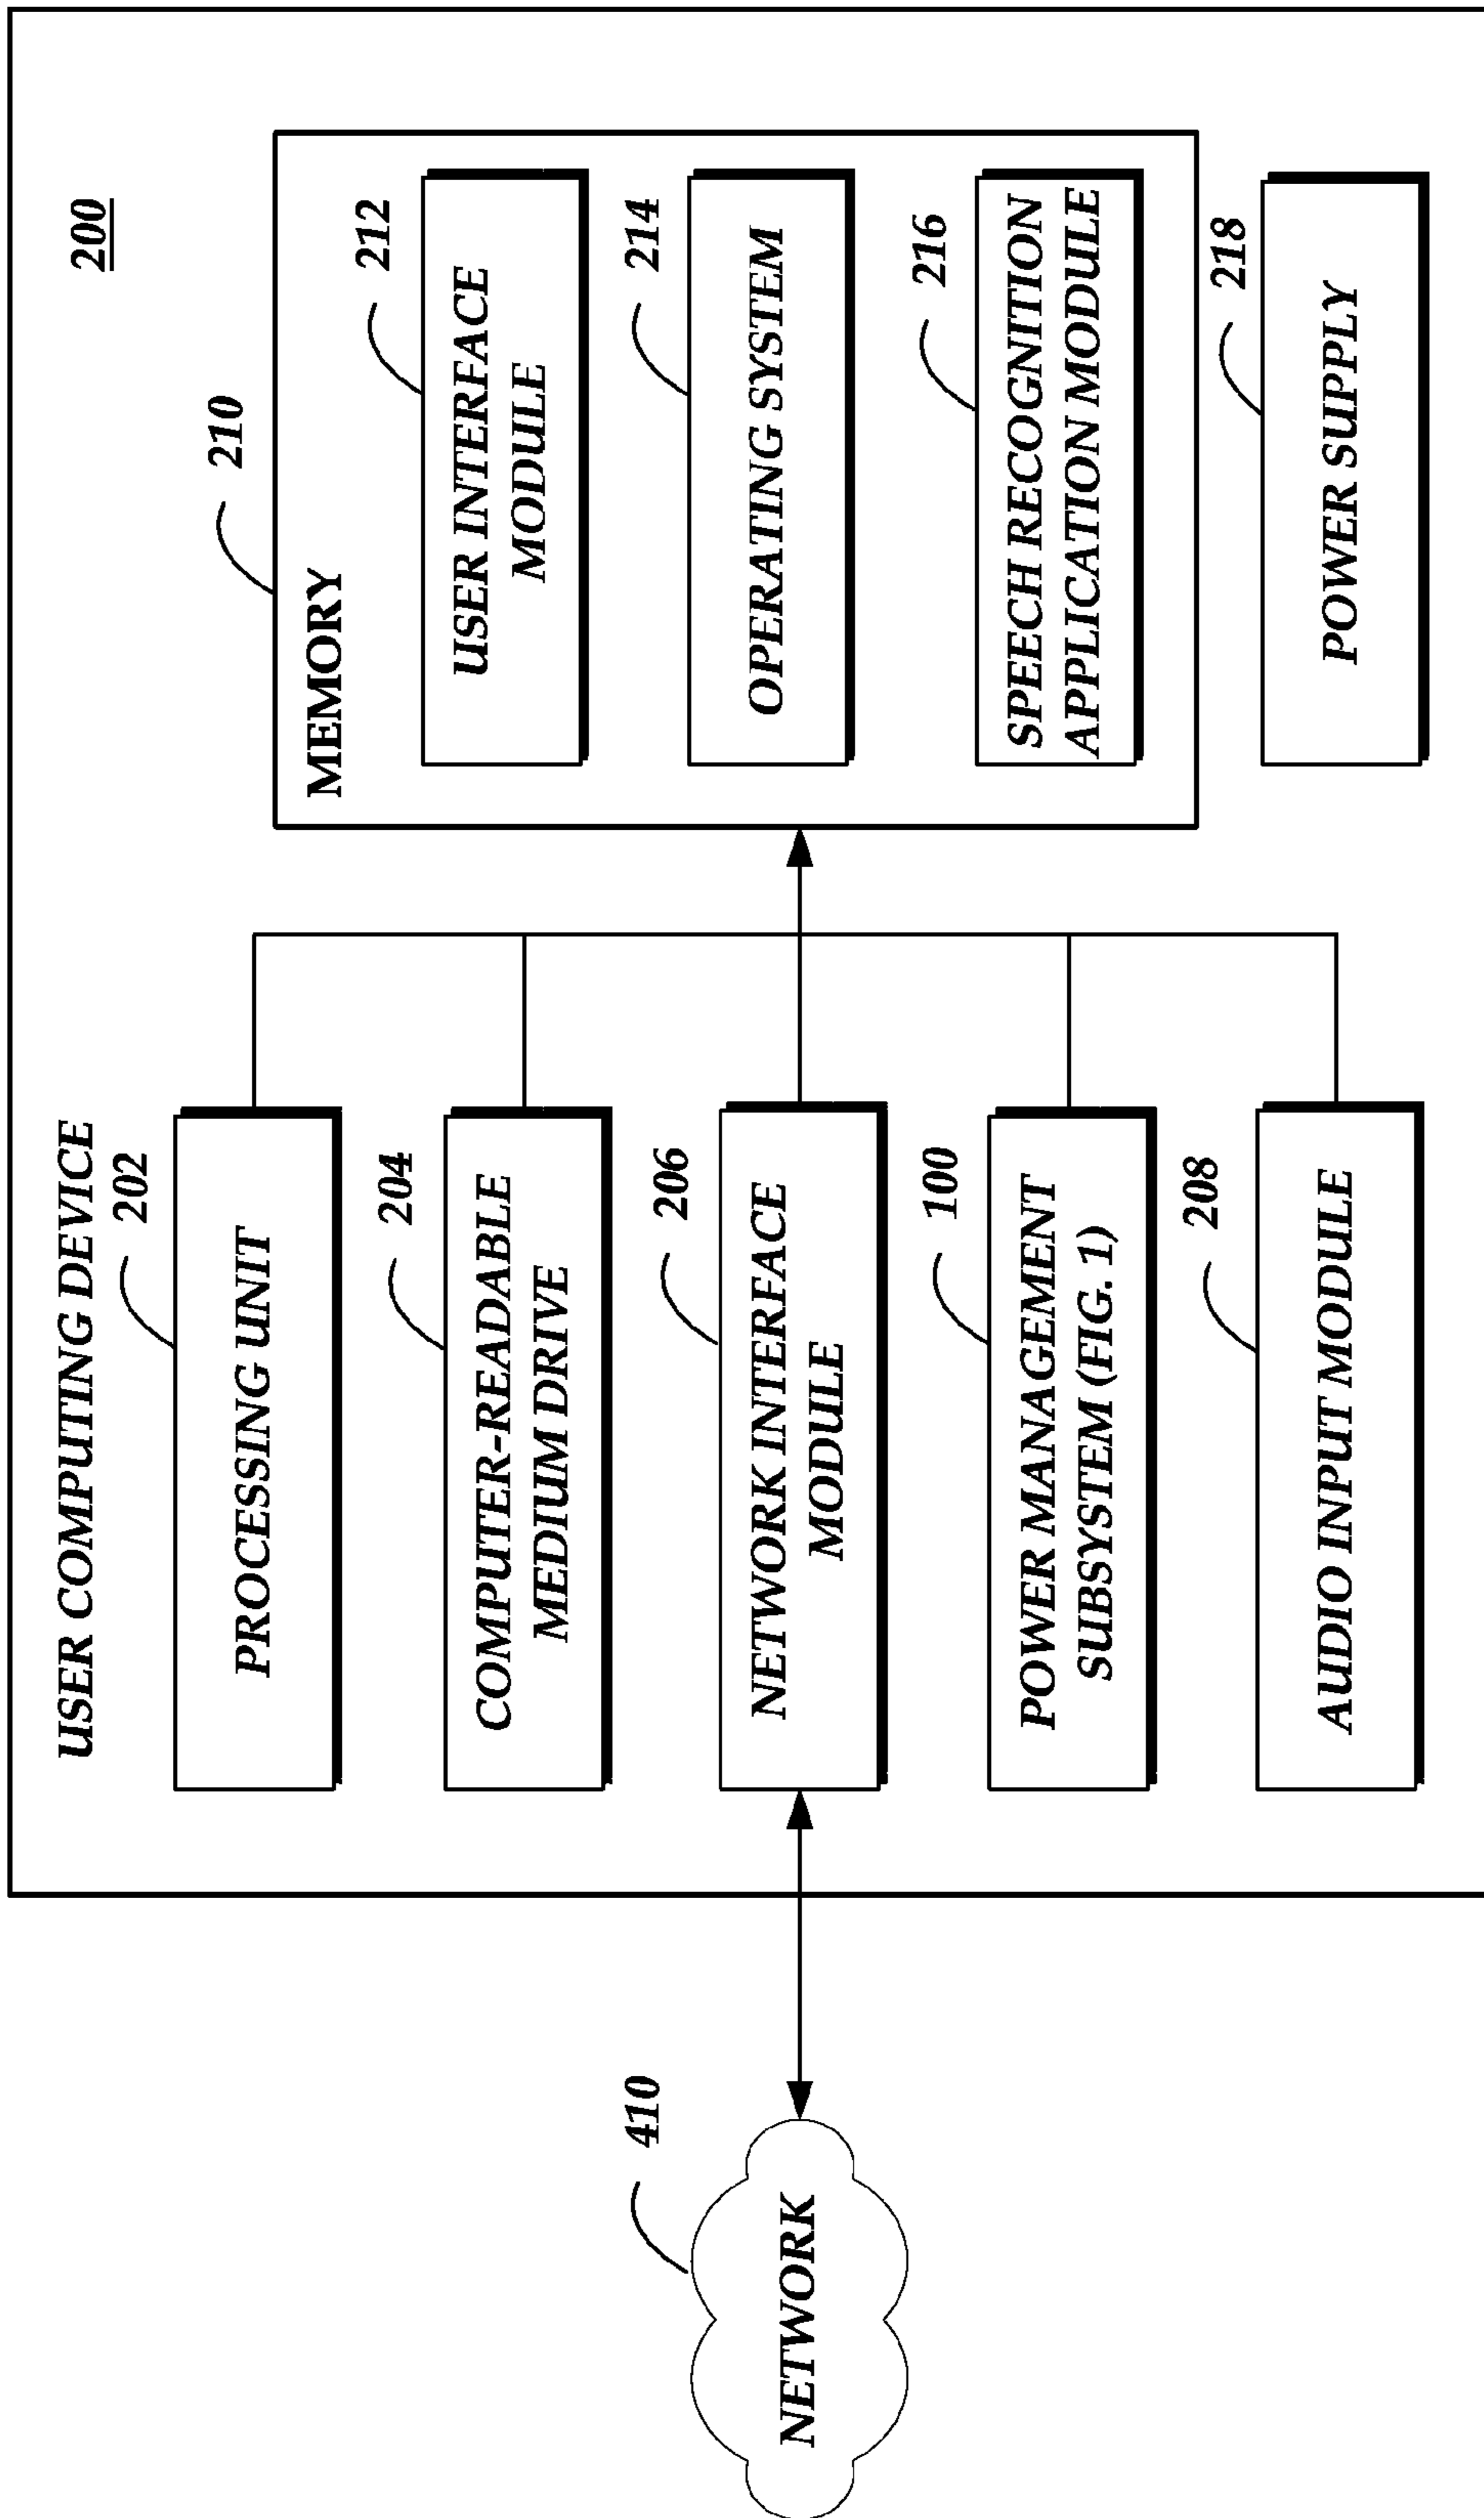 200
USER COMPUTING DEVICE
202
PROCESSING UNIT
204
COMPUTER-READABLE
MEDIUM DRIVE
206
NETWORK INTERFACE
MODULE
100
POWER MANAGEMENT
SUBSYSTEM (FIG. 1)
208
AUDIO INPUT MODULE
210
MEMORY
212
USER INTERFACE
MODULE
214
OPERATING SYSTEM
216
SPEECH RECOGNITION
APPLICATION MODULE
218
POWER SUPPLY
410
NETWORK